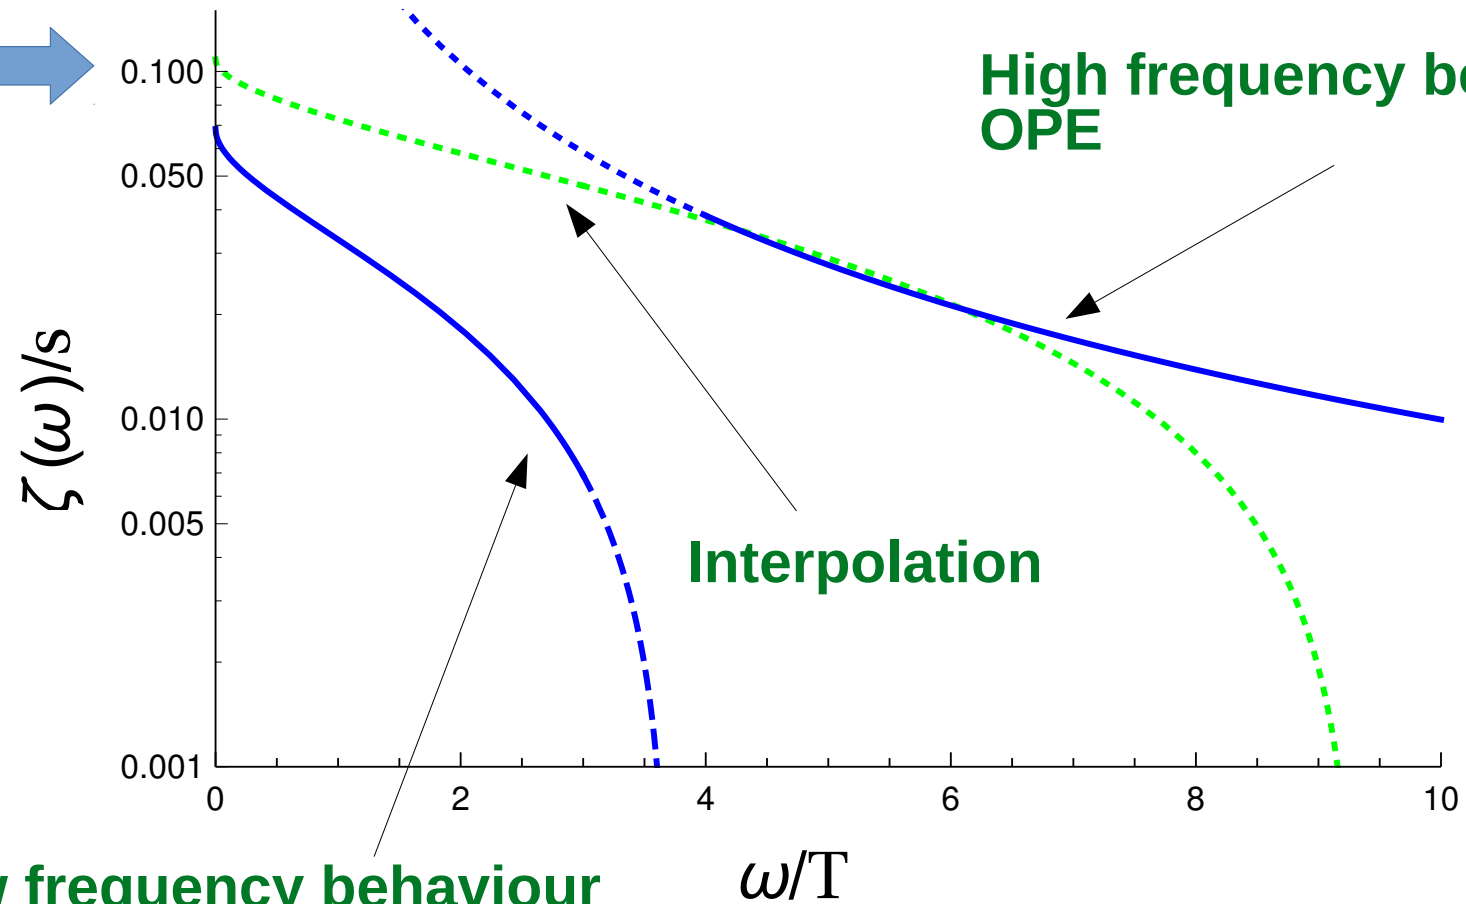 High frequency be
OPE
0.100
0.050
0.010
0.005
0.001
ζ (ω)/s
Interpolation
0 2 4 6 8 10
ω/T
frequency behaviour